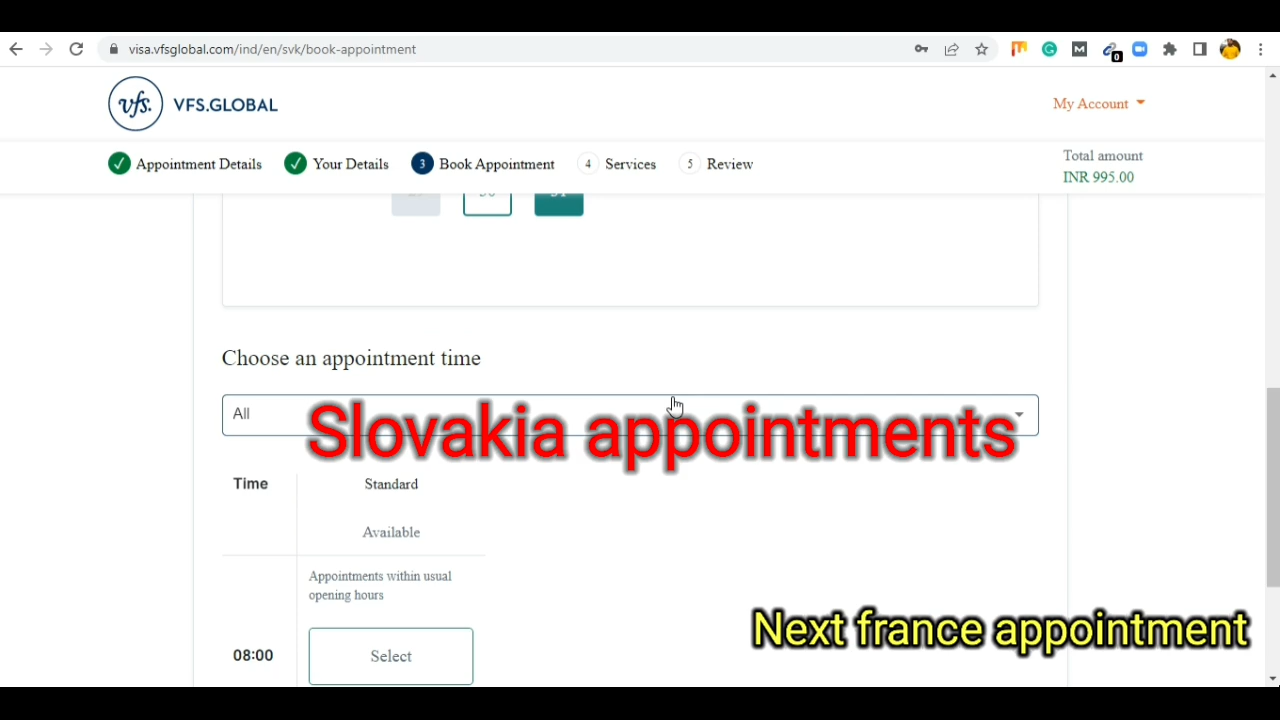 visa.vfsglobal.com/ind/en/svk/book-appointment
0
vfs. VFS.GLOBAL
My Account
Appointment Details Your Details 3 Book Appointment 4 Services 5 Review
Total amount
INR 995.00
Choose an appointment time
All
Slovakia appointments
Time Standard
Available
Appointments within usual
opening hours
08:00 Select
Next france appointment